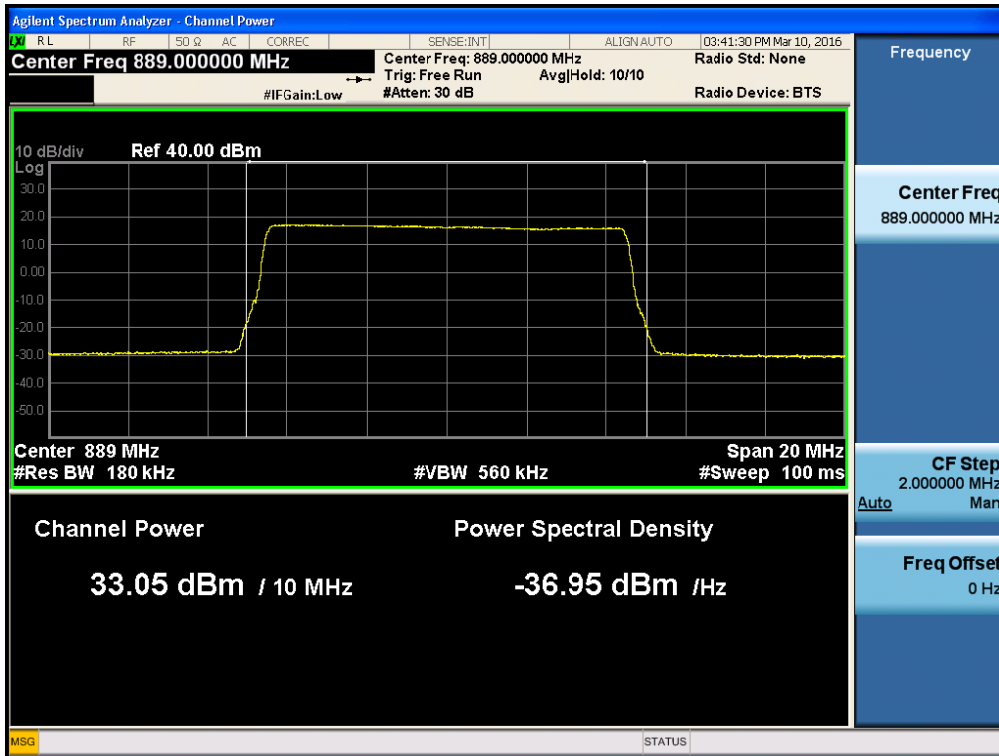 Agilent Spectrum Analyzer - Channel Power
LXI RL RF 50 Ω AC CORREC SENSE:INT ALIGN AUTO 03:41:30 PM Mar 10, 2016
Center Freq 889.000000 MHz
Center Freq: 889.000000 MHz Radio Std: None
Trig: Free Run Avg|Hold: 10/10
#IFGain:Low #Atten: 30 dB Radio Device: BTS
10 dB/div Ref 40.00 dBm
Log
30.0
20.0
10.0
0.00
-10.0
-20.0
-30.0
-40.0
-50.0
Center 889 MHz Span 20 MHz
#Res BW 180 kHz #VBW 560 kHz #Sweep 100 ms
Channel Power Power Spectral Density
33.05 dBm / 10 MHz -36.95 dBm /Hz
Frequency
Center Freq
889.000000 MHz
CF Step
2.000000 MHz
Auto Man
Freq Offset
0 Hz
MSG STATUS